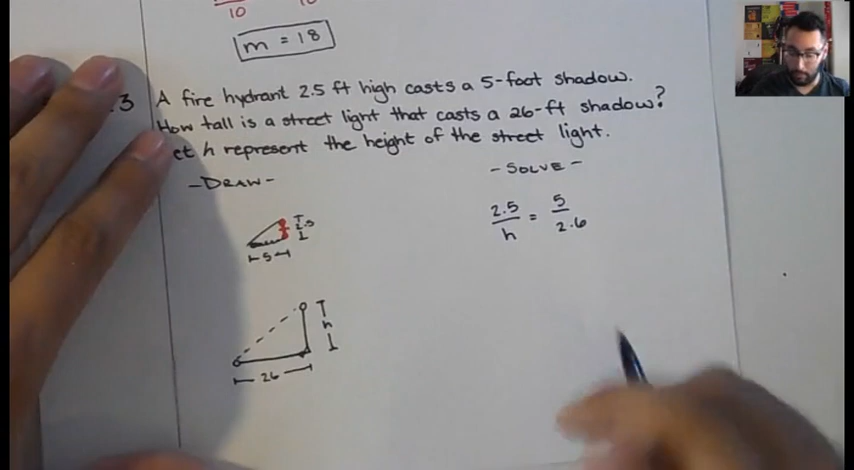 10
m = 18
.3 A fire hydrant 2.5 ft high casts a 5-foot shadow.
How tall is a street light that casts a 26-ft shadow?
et h represent the height of the street light.
- DRAW -
- SOLVE -
2.5
5
2.5/h = 5/2.6
h
26